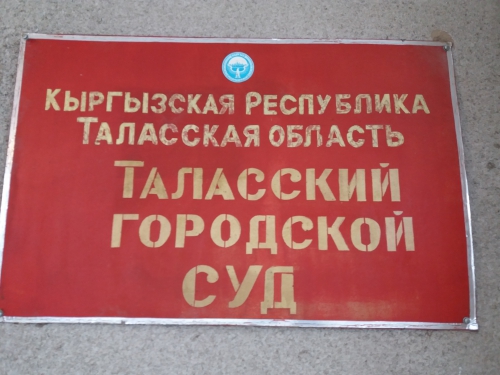 Кыргызская Республика
Таласская область
Таласский
городской
суд